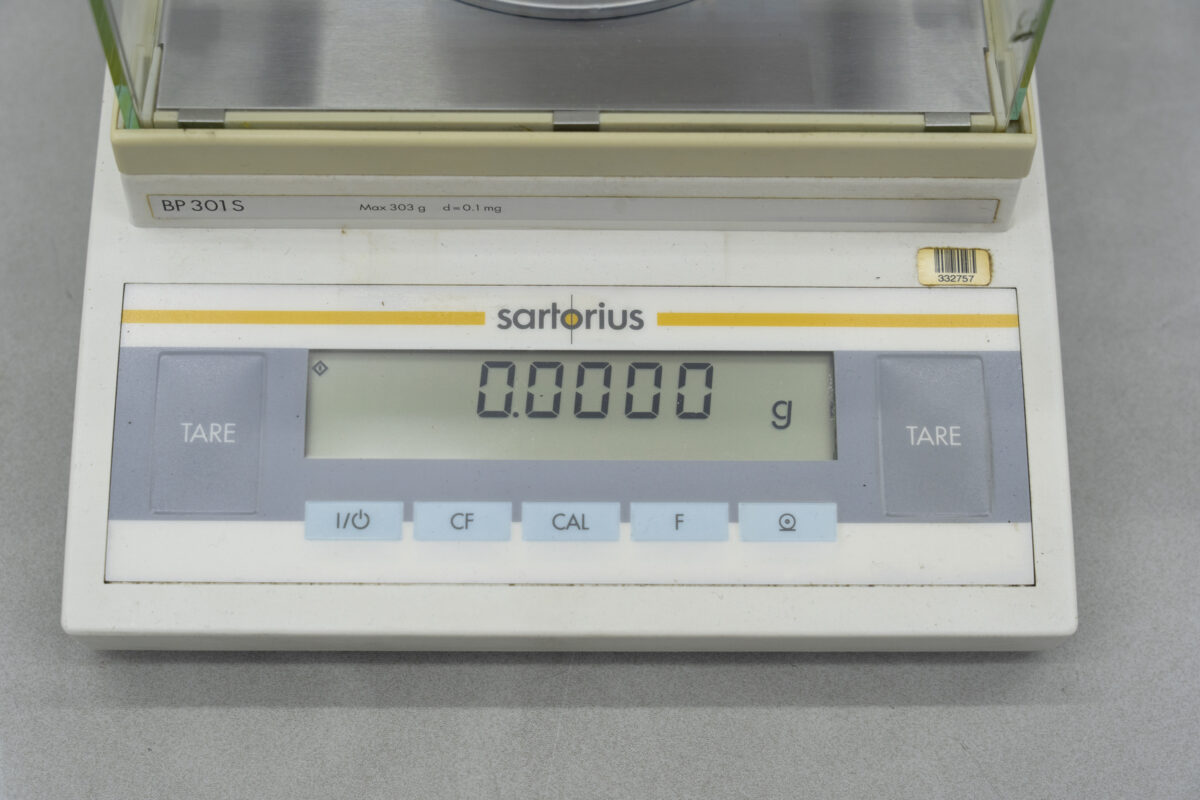 BP 301 S Max 303 g d = 0.1 mg
332757
sartorius
0.0000 g
TARE
TARE
I/⏻ CF CAL F